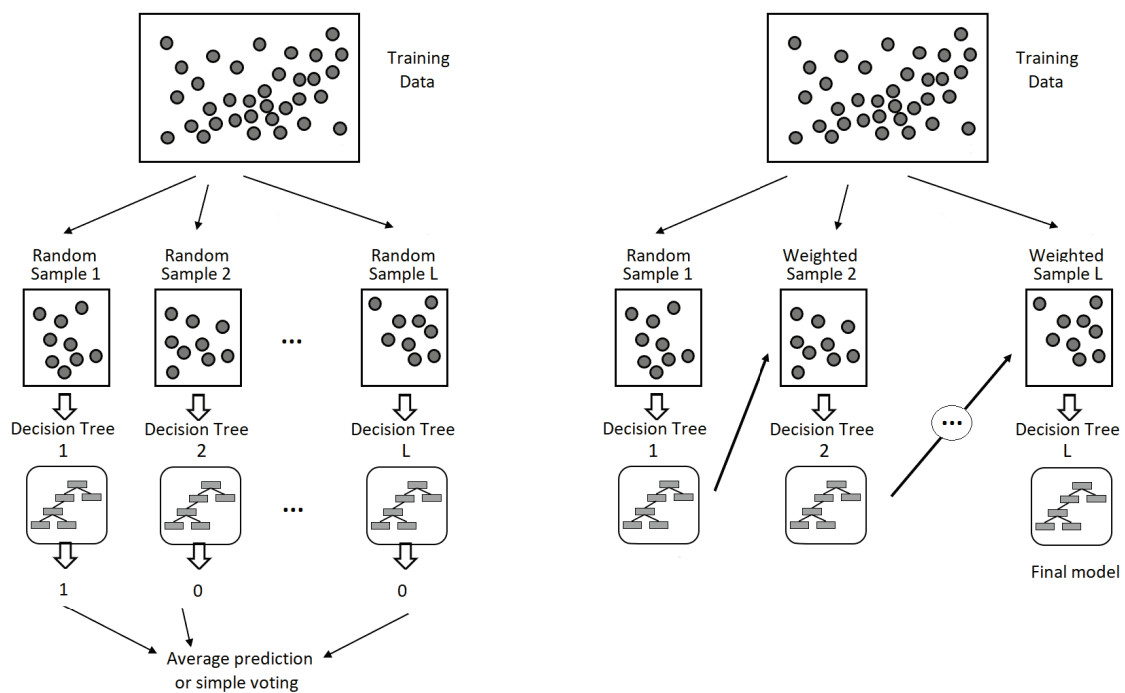 Training
Data
Random
Sample 1
Random
Sample 2
Random
Sample L
...
Decision Tree
1
Decision Tree
2
Decision Tree
L
...
1
0
0
Average prediction
or simple voting
Training
Data
Random
Sample 1
Weighted
Sample 2
Weighted
Sample L
...
Decision Tree
1
Decision Tree
2
Decision Tree
L
Final model